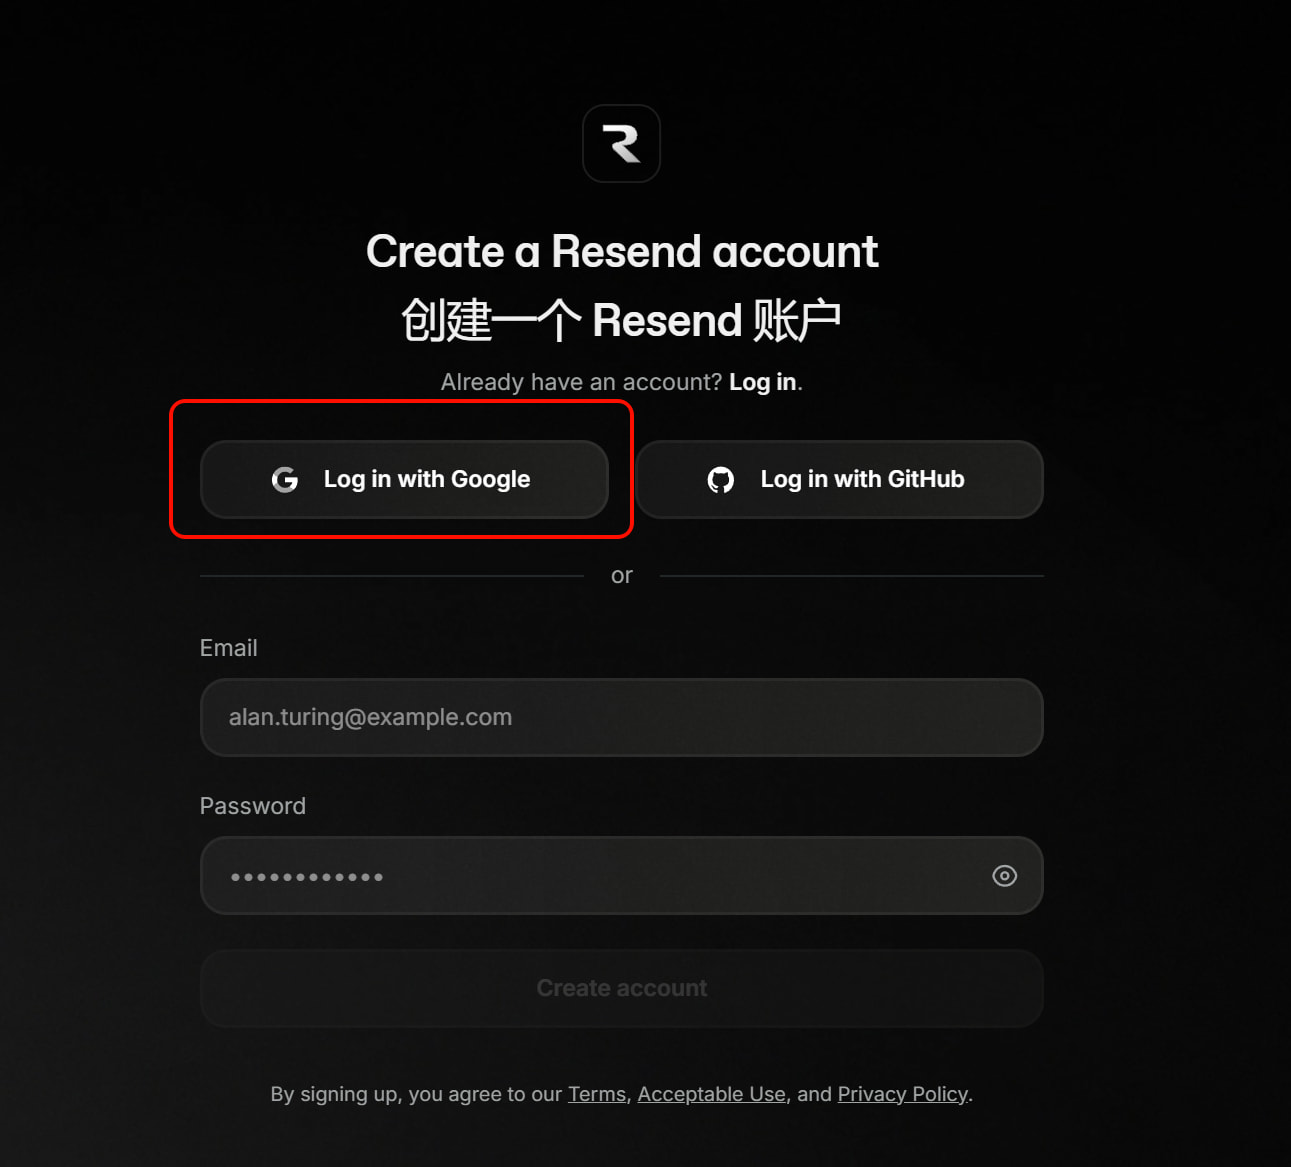 Create a Resend account
创建一个 Resend 账户
Already have an account? Log in.
Log in with Google
Log in with GitHub
or
Email
alan.turing@example.com
Password
••••••••••••
Create account
By signing up, you agree to our Terms, Acceptable Use, and Privacy Policy.